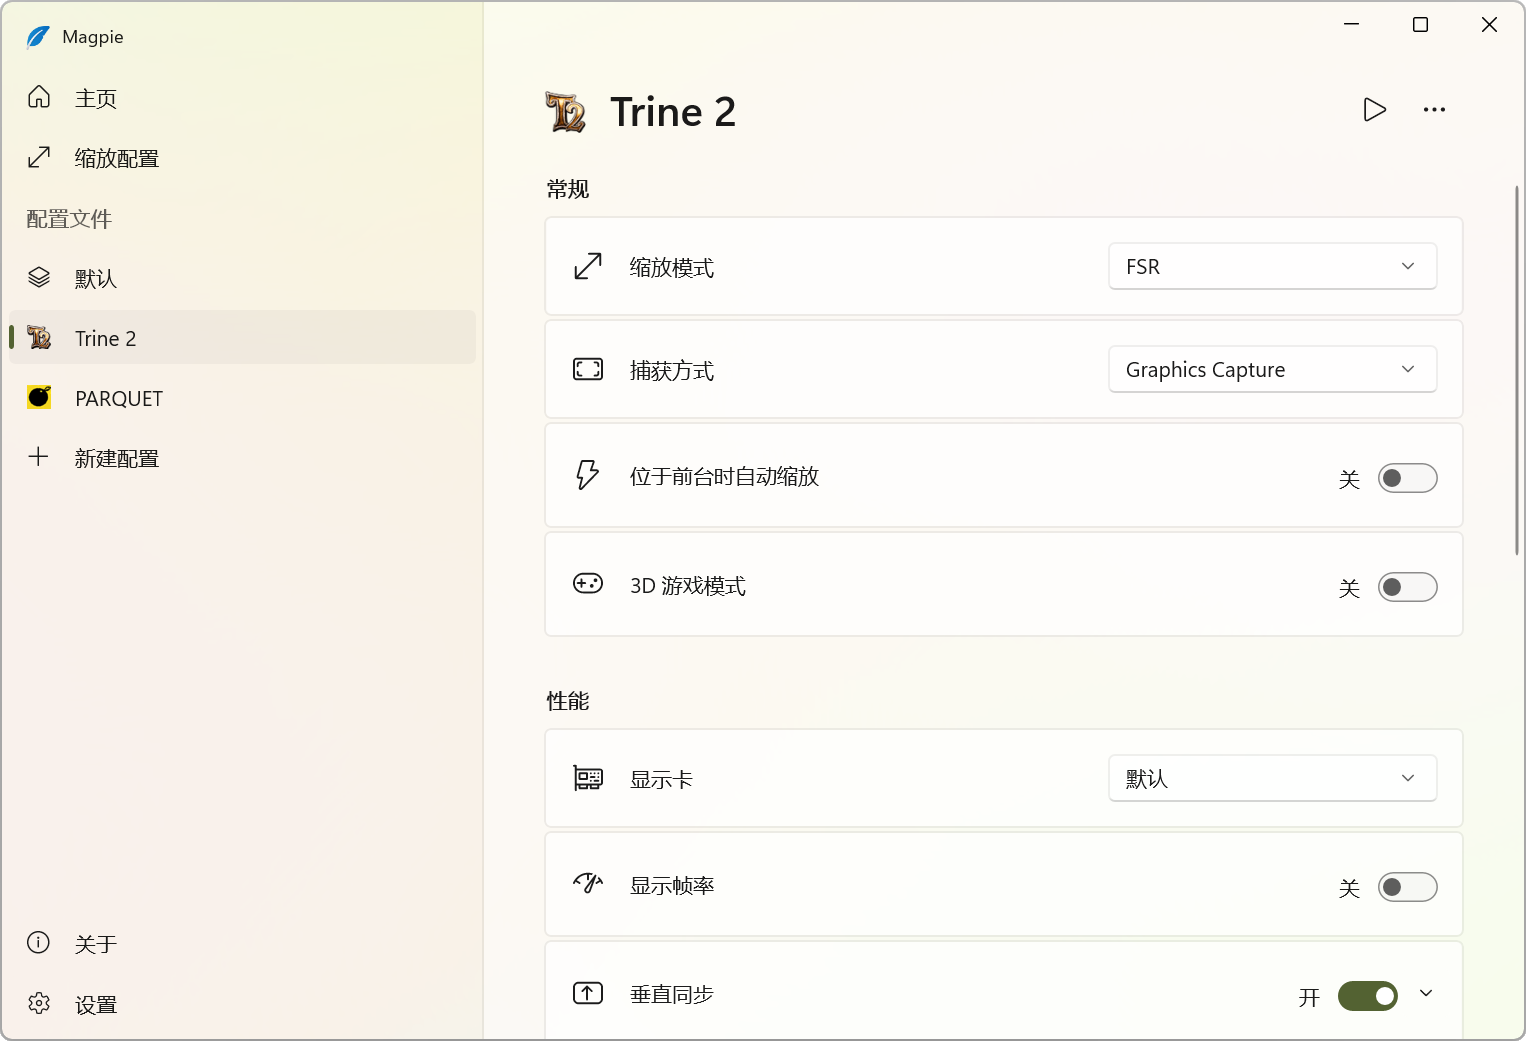 Magpie
主页
缩放配置
配置文件
默认
Trine 2
PARQUET
新建配置
关于
设置
Trine 2
常规
缩放模式
FSR
捕获方式
Graphics Capture
位于前台时自动缩放
关
3D 游戏模式
关
性能
显示卡
默认
显示帧率
关
垂直同步
开